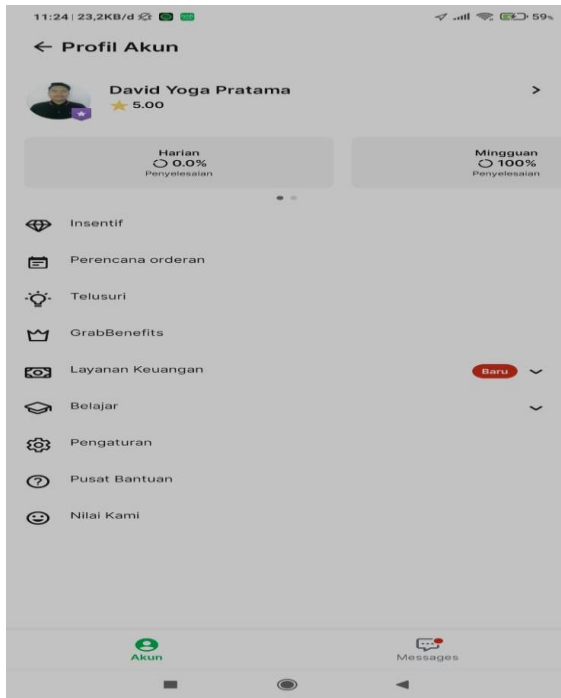 11:24 | 23,2KB/d
59%
Profil Akun
David Yoga Pratama
5.00
Harian
0.0%
Penyelesaian
Mingguan
100%
Penyelesaian
Insentif
Perencana orderan
Telusuri
GrabBenefits
Layanan Keuangan
Baru
Belajar
Pengaturan
Pusat Bantuan
Nilai Kami
Akun
Messages